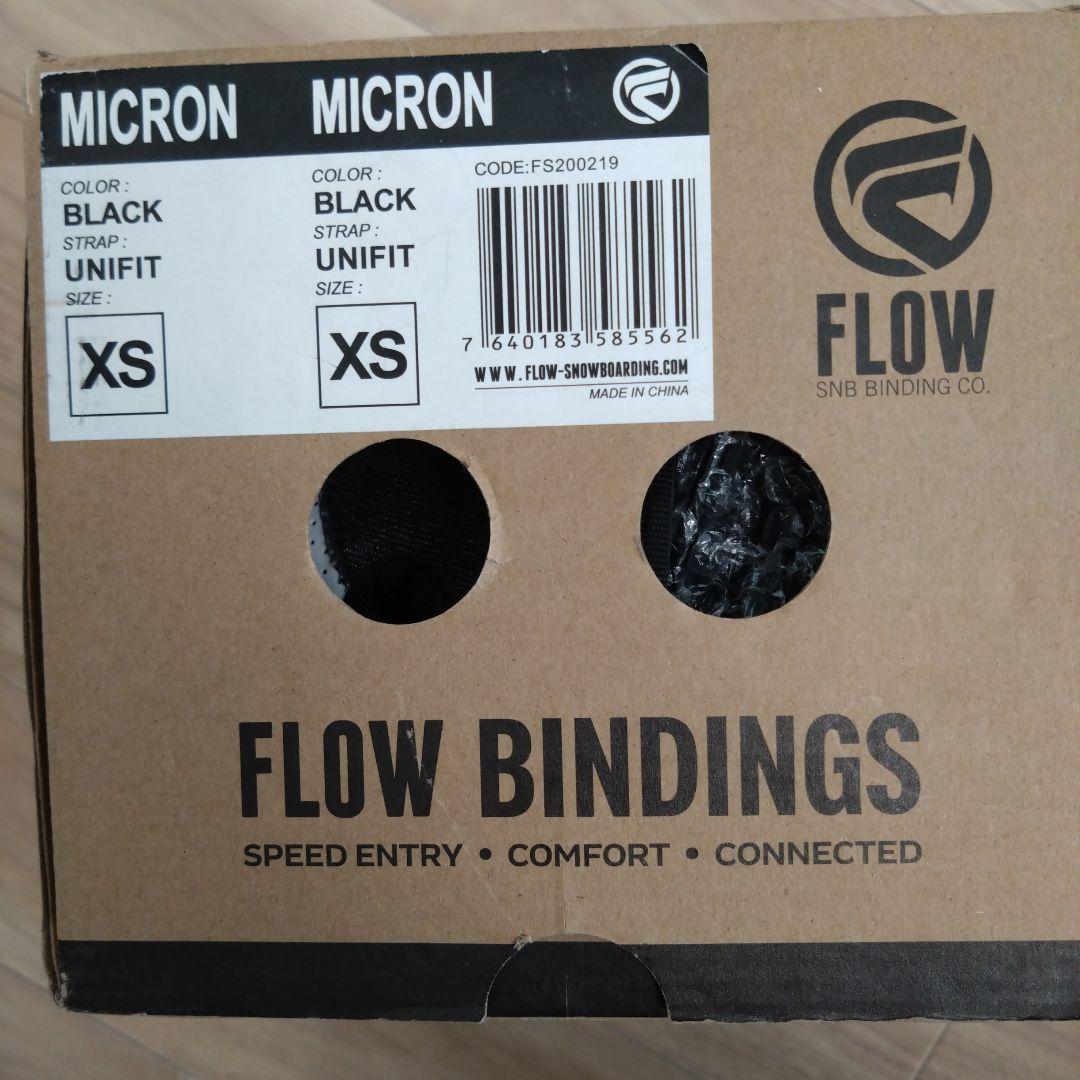 MICRON
COLOR :
BLACK
STRAP :
UNIFIT
SIZE :
XS
MICRON
COLOR :
BLACK
STRAP :
UNIFIT
SIZE :
XS
CODE:FS200219
7 640183 585562
WWW.FLOW-SNOWBOARDING.COM
MADE IN CHINA
FLOW
SNB BINDING CO.
FLOW BINDINGS
SPEED ENTRY • COMFORT • CONNECTED